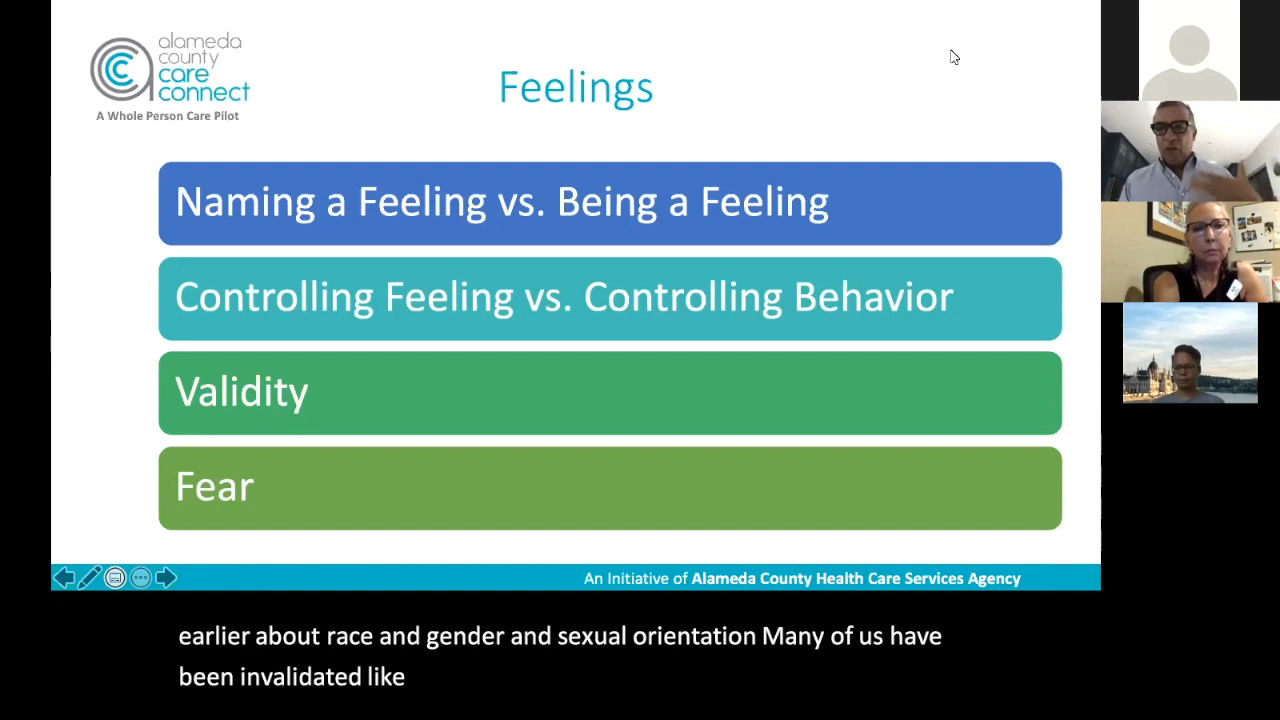 alameda
county
care
connect
A Whole Person Care Pilot
Feelings
Naming a Feeling vs. Being a Feeling
Controlling Feeling vs. Controlling Behavior
Validity
Fear
An Initiative of Alameda County Health Care Services Agency
earlier about race and gender and sexual orientation Many of us have
been invalidated like